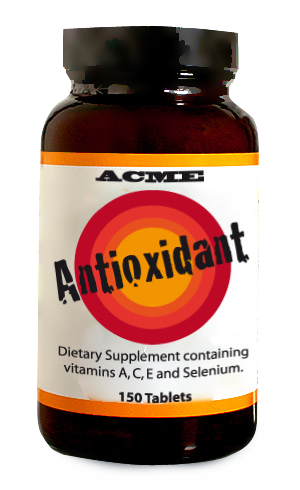 ACME
Antioxidant
Dietary Supplement containing
vitamins A, C, E and Selenium.
150 Tablets